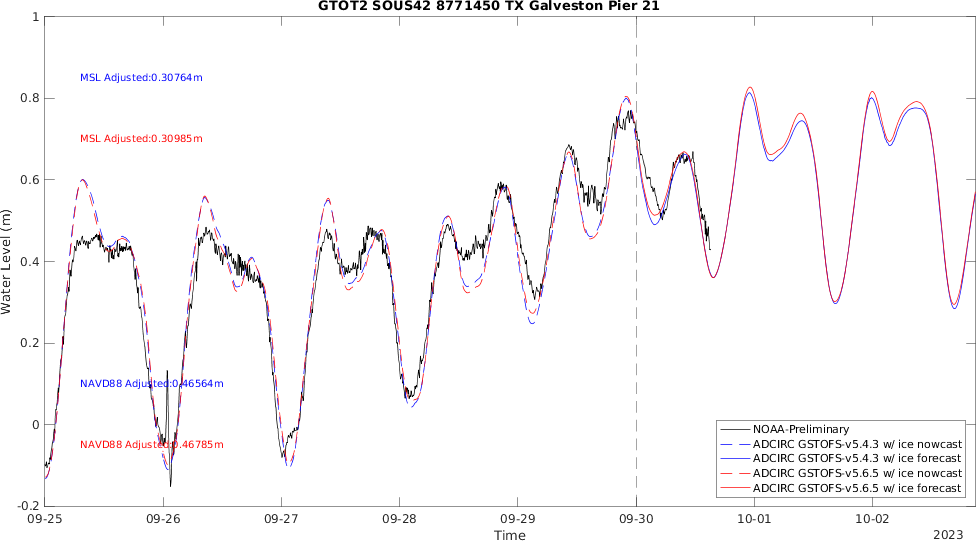 GTOT2 SOUS42 8771450 TX Galveston Pier 21
1
0.8
0.6
0.4
0.2
0
-0.2
Water Level (m)
MSL Adjusted:0.30764m
MSL Adjusted:0.30985m
NAVD88 Adjusted:0.46564m
NAVD88 Adjusted:0.46785m
NOAA-Preliminary
ADCIRC GSTOFS-v5.4.3 w/ ice nowcast
ADCIRC GSTOFS-v5.4.3 w/ ice forecast
ADCIRC GSTOFS-v5.6.5 w/ ice nowcast
ADCIRC GSTOFS-v5.6.5 w/ ice forecast
09-25 09-26 09-27 09-28 09-29 09-30 10-01 10-02
Time
2023